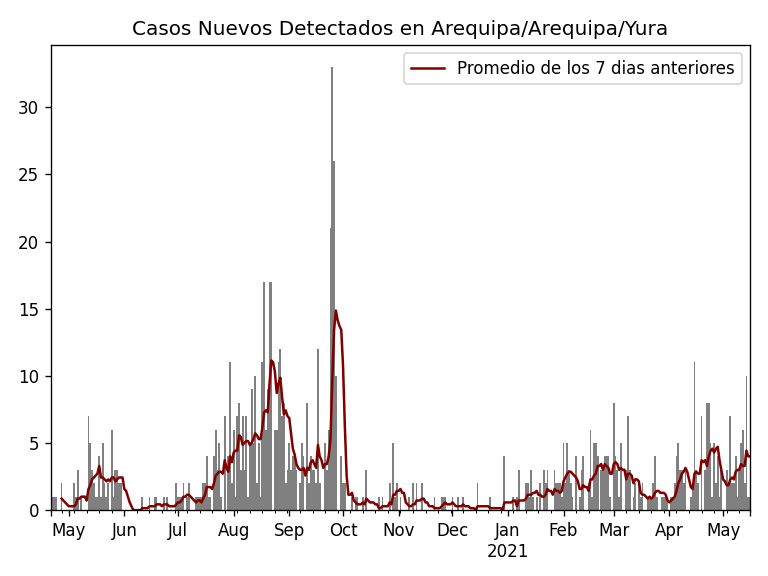 Casos Nuevos Detectados en Arequipa/Arequipa/Yura
Promedio de los 7 dias anteriores
30
25
20
15
10
5
0
May Jun Jul Aug Sep Oct Nov Dec Jan Feb Mar Apr May
2021